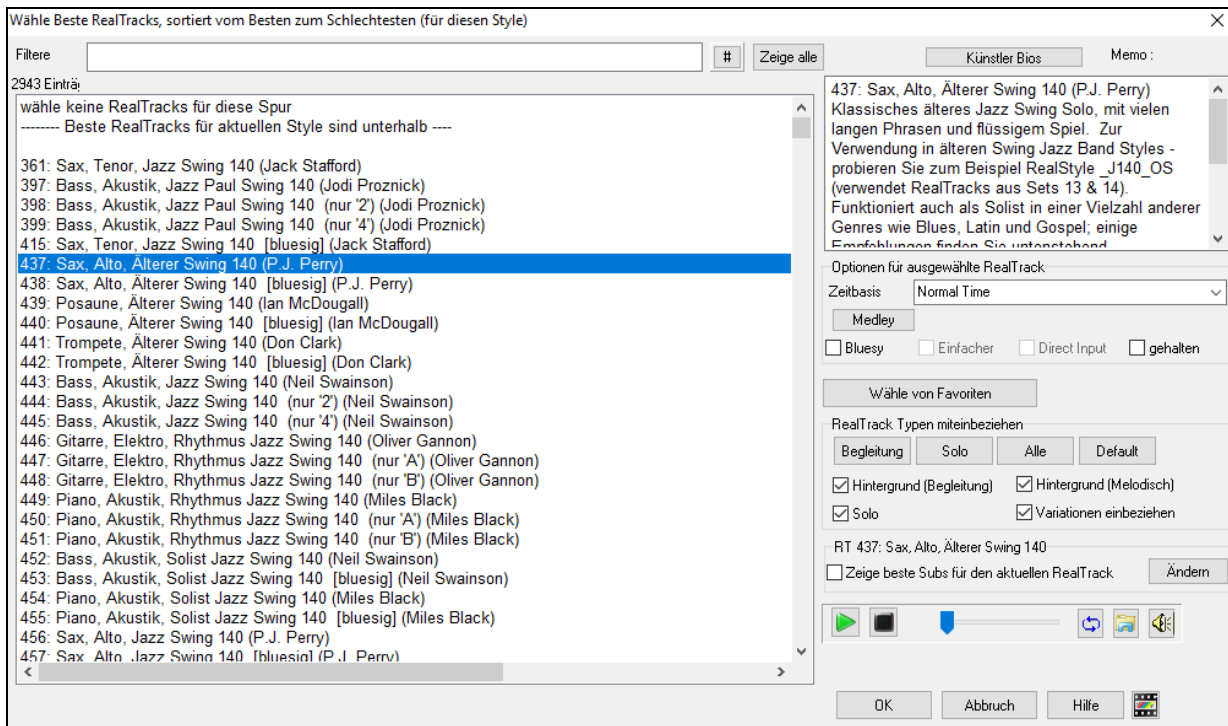 Wähle Beste RealTracks, sortiert vom Besten zum Schlechtesten (für diesen Style)
Filtere
#
Zeige alle
2943 Einträ
wähle keine RealTracks für diese Spur
-------- Beste RealTracks für aktuellen Style sind unterhalb ----
361: Sax, Tenor, Jazz Swing 140 (Jack Stafford)
397: Bass, Akustik, Jazz Paul Swing 140 (Jodi Proznick)
398: Bass, Akustik, Jazz Paul Swing 140 (nur '2') (Jodi Proznick)
399: Bass, Akustik, Jazz Paul Swing 140 (nur '4') (Jodi Proznick)
415: Sax, Tenor, Jazz Swing 140 [bluesig] (Jack Stafford)
437: Sax, Alto, Älterer Swing 140 (P.J. Perry)
438: Sax, Alto, Älterer Swing 140 [bluesig] (P.J. Perry)
439: Posaune, Älterer Swing 140 (Ian McDougall)
440: Posaune, Älterer Swing 140 [bluesig] (Ian McDougall)
441: Trompete, Älterer Swing 140 (Don Clark)
442: Trompete, Älterer Swing 140 [bluesig] (Don Clark)
443: Bass, Akustik, Jazz Swing 140 (Neil Swainson)
444: Bass, Akustik, Jazz Swing 140 (nur '2') (Neil Swainson)
445: Bass, Akustik, Jazz Swing 140 (nur '4') (Neil Swainson)
446: Gitarre, Elektro, Rhythmus Jazz Swing 140 (Oliver Gannon)
447: Gitarre, Elektro, Rhythmus Jazz Swing 140 (nur 'A') (Oliver Gannon)
448: Gitarre, Elektro, Rhythmus Jazz Swing 140 (nur 'B') (Oliver Gannon)
449: Piano, Akustik, Rhythmus Jazz Swing 140 (Miles Black)
450: Piano, Akustik, Rhythmus Jazz Swing 140 (nur 'A') (Miles Black)
451: Piano, Akustik, Rhythmus Jazz Swing 140 (nur 'B') (Miles Black)
452: Bass, Akustik, Solist Jazz Swing 140 (Neil Swainson)
453: Bass, Akustik, Solist Jazz Swing 140 [bluesig] (Neil Swainson)
454: Piano, Akustik, Solist Jazz Swing 140 (Miles Black)
455: Piano, Akustik, Solist Jazz Swing 140 [bluesig] (Miles Black)
456: Sax, Alto, Jazz Swing 140 (P.J. Perry)
457: Sax, Alto, Jazz Swing 140 [bluesig] (P.J. Perry)
Künstler Bios
Memo :
437: Sax, Alto, Älterer Swing 140 (P.J. Perry)
Klassisches älteres Jazz Swing Solo, mit vielen
langen Phrasen und flüssigem Spiel. Zur
Verwendung in älteren Swing Jazz Band Styles -
probieren Sie zum Beispiel RealStyle _J140_OS
(verwendet RealTracks aus Sets 13 & 14).
Funktioniert auch als Solist in einer Vielzahl anderer
Genres wie Blues, Latin und Gospel; einige
Empfehlungen finden Sie untenstehend
Optionen für ausgewählte RealTrack
Zeitbasis
Normal Time
Medley
Bluesy
Einfacher
Direct Input
gehalten
Wähle von Favoriten
RealTrack Typen miteinbeziehen
Begleitung
Solo
Alle
Default
Hintergrund (Begleitung)
Hintergrund (Melodisch)
Solo
Variationen einbeziehen
RT 437: Sax, Alto, Älterer Swing 140
Zeige beste Subs für den aktuellen RealTrack
Ändern
OK
Abbruch
Hilfe